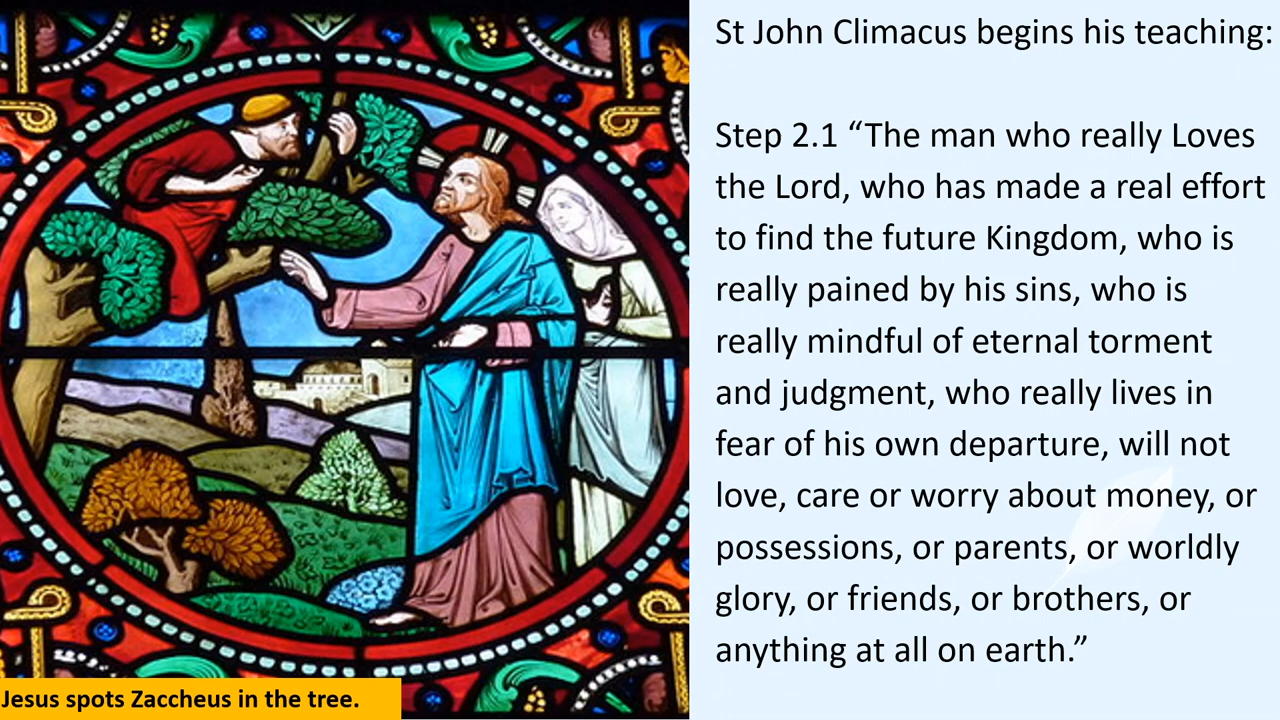 St John Climacus begins his teaching:
Step 2.1 “The man who really Loves
the Lord, who has made a real effort
to find the future Kingdom, who is
really pained by his sins, who is
really mindful of eternal torment
and judgment, who really lives in
fear of his own departure, will not
love, care or worry about money, or
possessions, or parents, or worldly
glory, or friends, or brothers, or
anything at all on earth.”
Jesus spots Zaccheus in the tree.